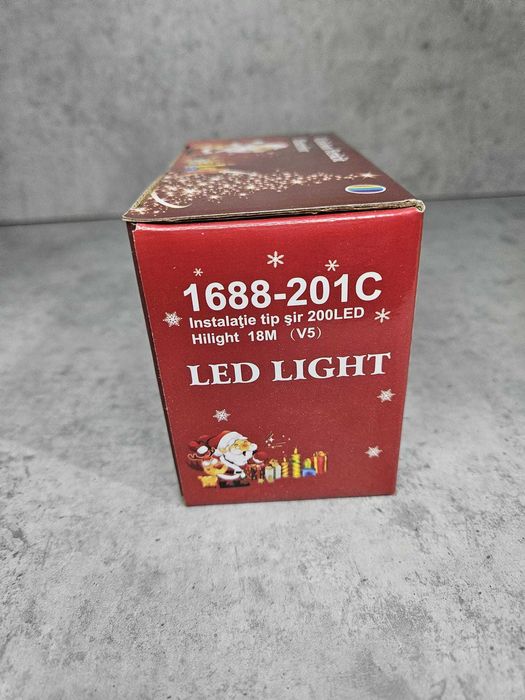 1688-201C
Instalaţie tip şir 200LED
Hilight 18M （V5）
LED LIGHT